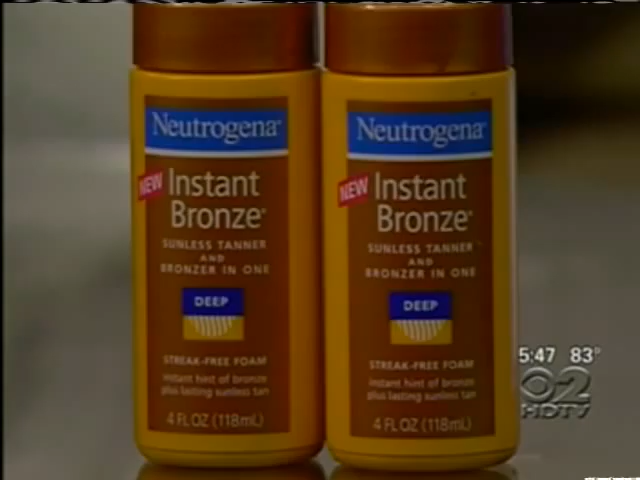 Neutrogena®
NEW
Instant
Bronze®
SUNLESS TANNER
AND
BRONZER IN ONE
DEEP
STREAK-FREE FOAM
instant hint of bronze
plus lasting sunless tan
4 FL OZ (118mL)
Neutrogena®
NEW
Instant
Bronze®
SUNLESS TANNER
AND
BRONZER IN ONE
DEEP
STREAK-FREE FOAM
instant hint of bronze
plus lasting sunless tan
4 FL OZ (118mL)
5:47 83°
2
HDTV